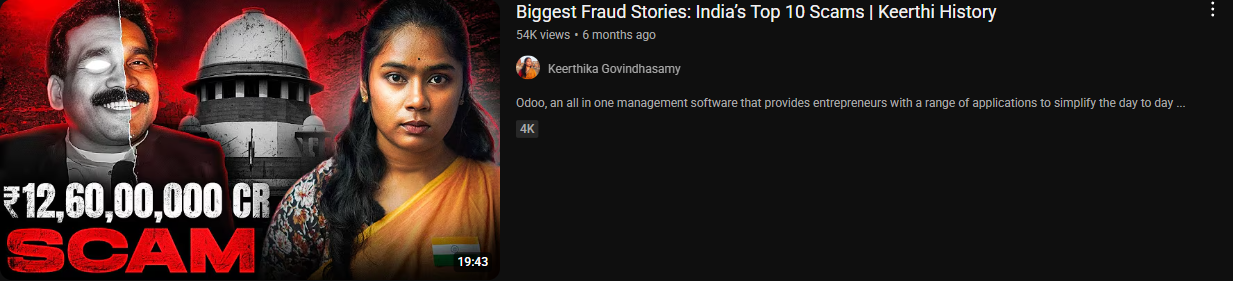 ₹12,60,00,000 CR
SCAM
19:43
Biggest Fraud Stories: India’s Top 10 Scams | Keerthi History
54K views • 6 months ago
Keerthika Govindhasamy
Odoo, an all in one management software that provides entrepreneurs with a range of applications to simplify the day to day ...
4K